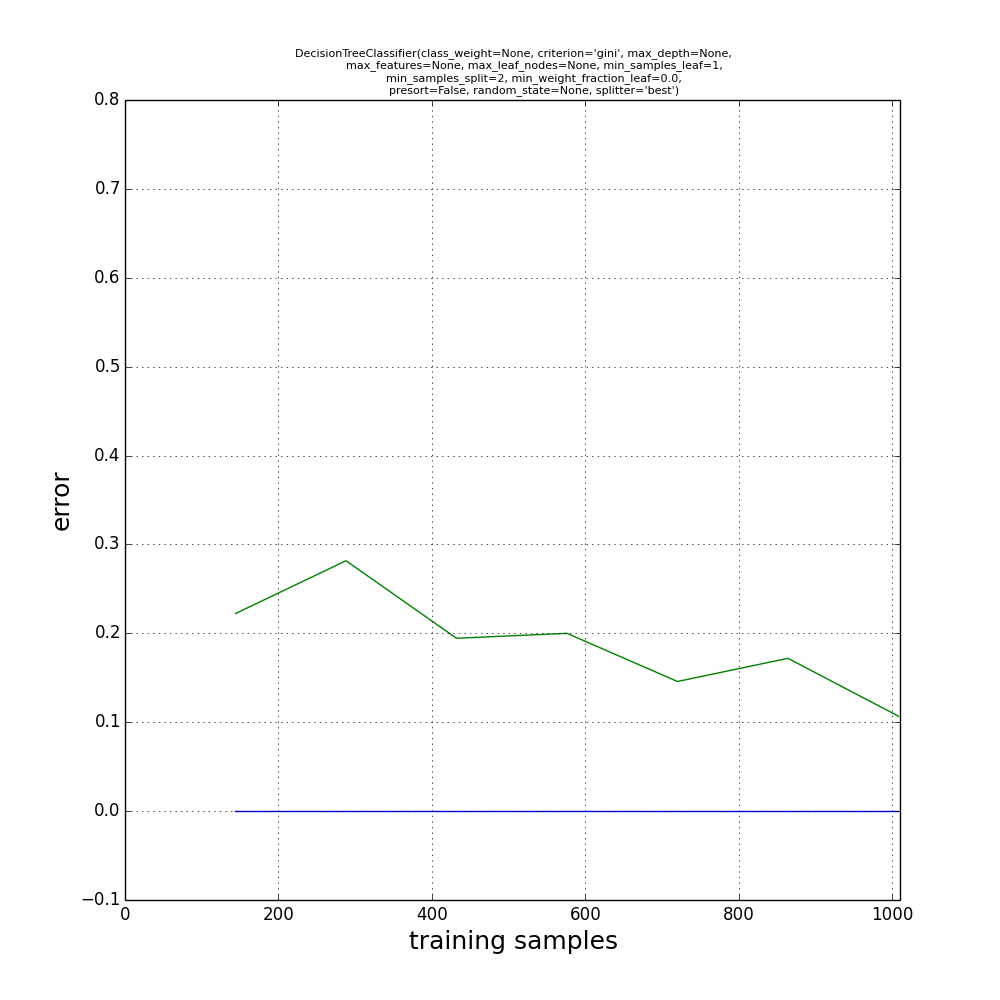 DecisionTreeClassifier(class_weight=None, criterion='gini', max_depth=None,
max_features=None, max_leaf_nodes=None, min_samples_leaf=1,
min_samples_split=2, min_weight_fraction_leaf=0.0,
presort=False, random_state=None, splitter='best')
0.8
0.7
0.6
0.5
0.4
0.3
0.2
0.1
0.0
−0.1
error
0
200
400
600
800
1000
training samples